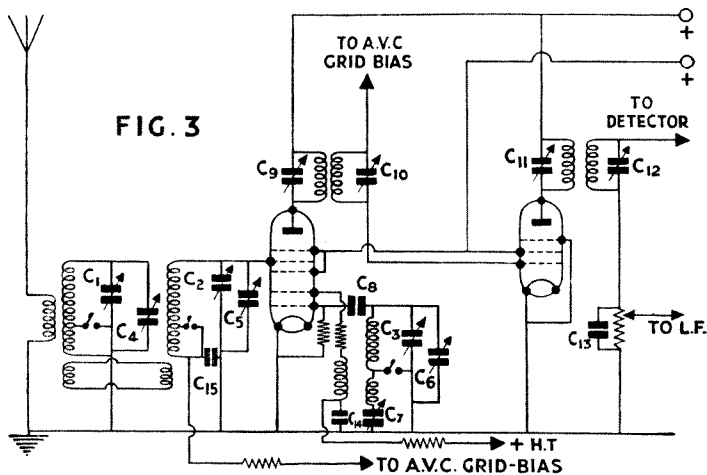 TO A.V.C
GRID BIAS
+
+
FIG. 3
TO
DETECTOR
C9
C10
C11
C12
C1
C2
C8
C4
C5
C3
C6
C13
TO L.F.
C15
C14
C7
+ H.T
TO A.V.C. GRID-BIAS